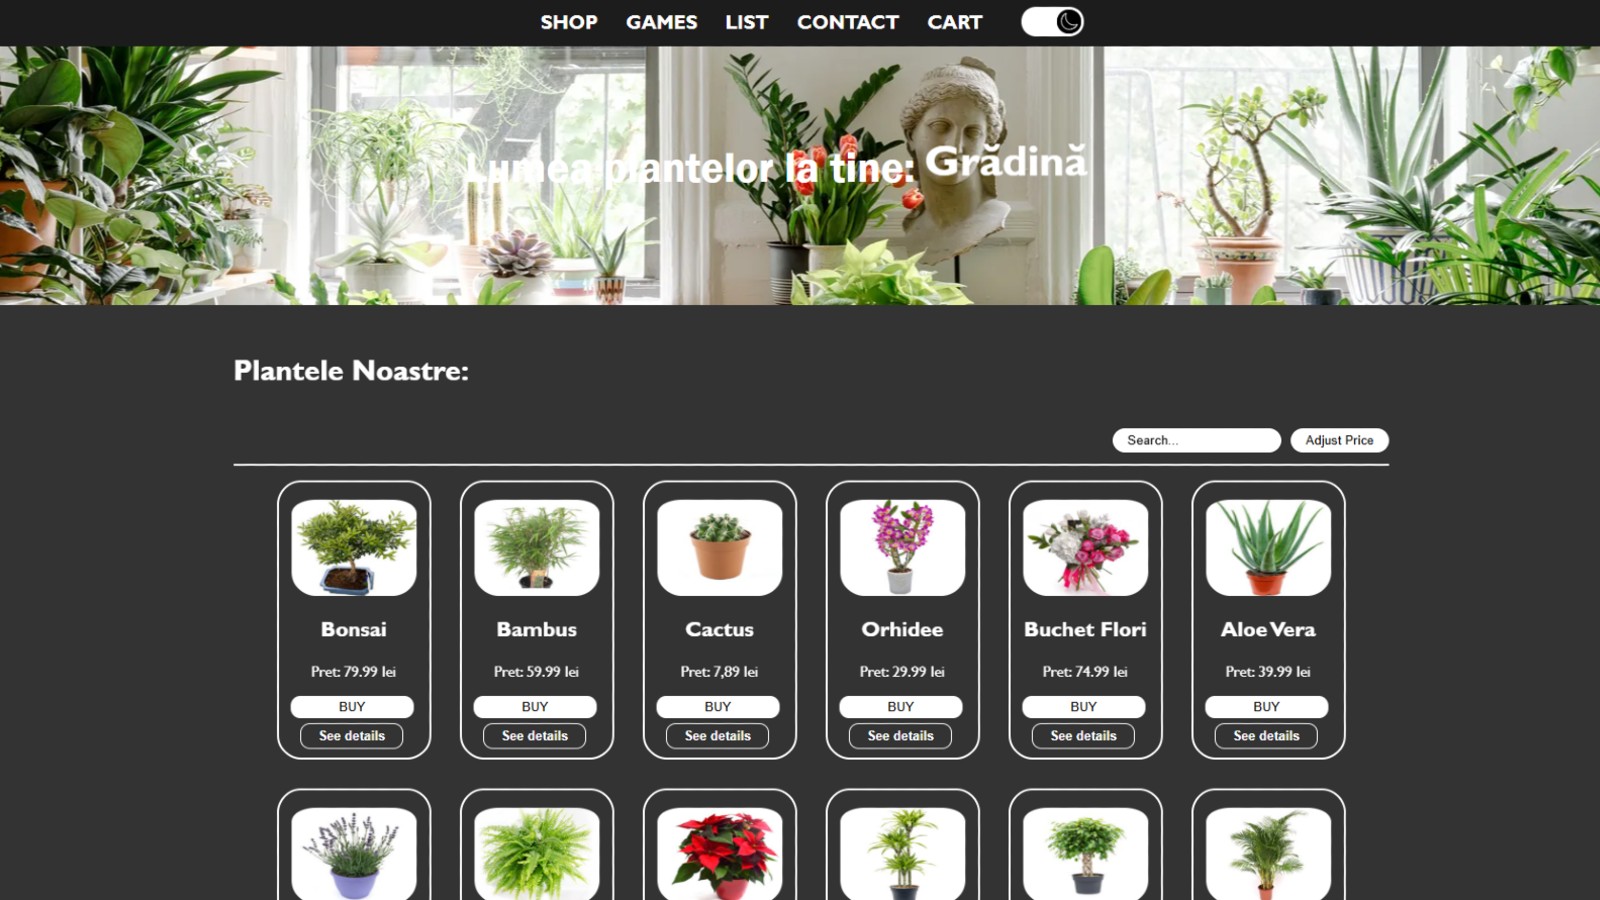 SHOP GAMES LIST CONTACT CART
Lumea plantelor la tine: Grădină
Plantele Noastre:
Search... Adjust Price
Bonsai Bambus Cactus Orhidee Buchet Flori Aloe Vera
Pret: 79.99 lei Pret: 59.99 lei Pret: 7,89 lei Pret: 29.99 lei Pret: 74.99 lei Pret: 39.99 lei
BUY BUY BUY BUY BUY BUY
See details See details See details See details See details See details